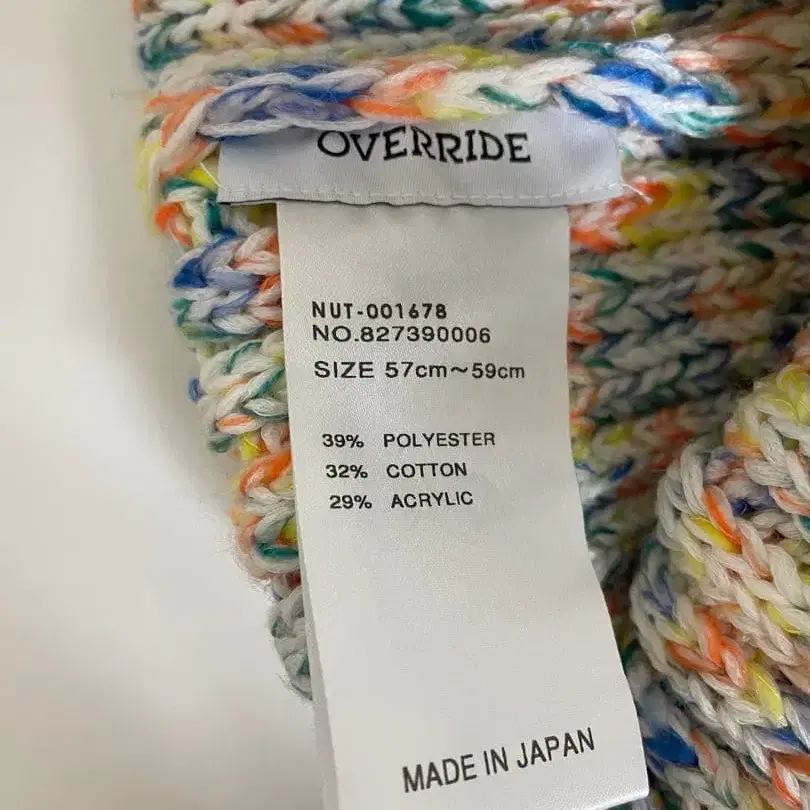 OVERRIDE
NUT-001678
NO.827390006
SIZE 57cm～59cm
39% POLYESTER
32% COTTON
29% ACRYLIC
MADE IN JAPAN